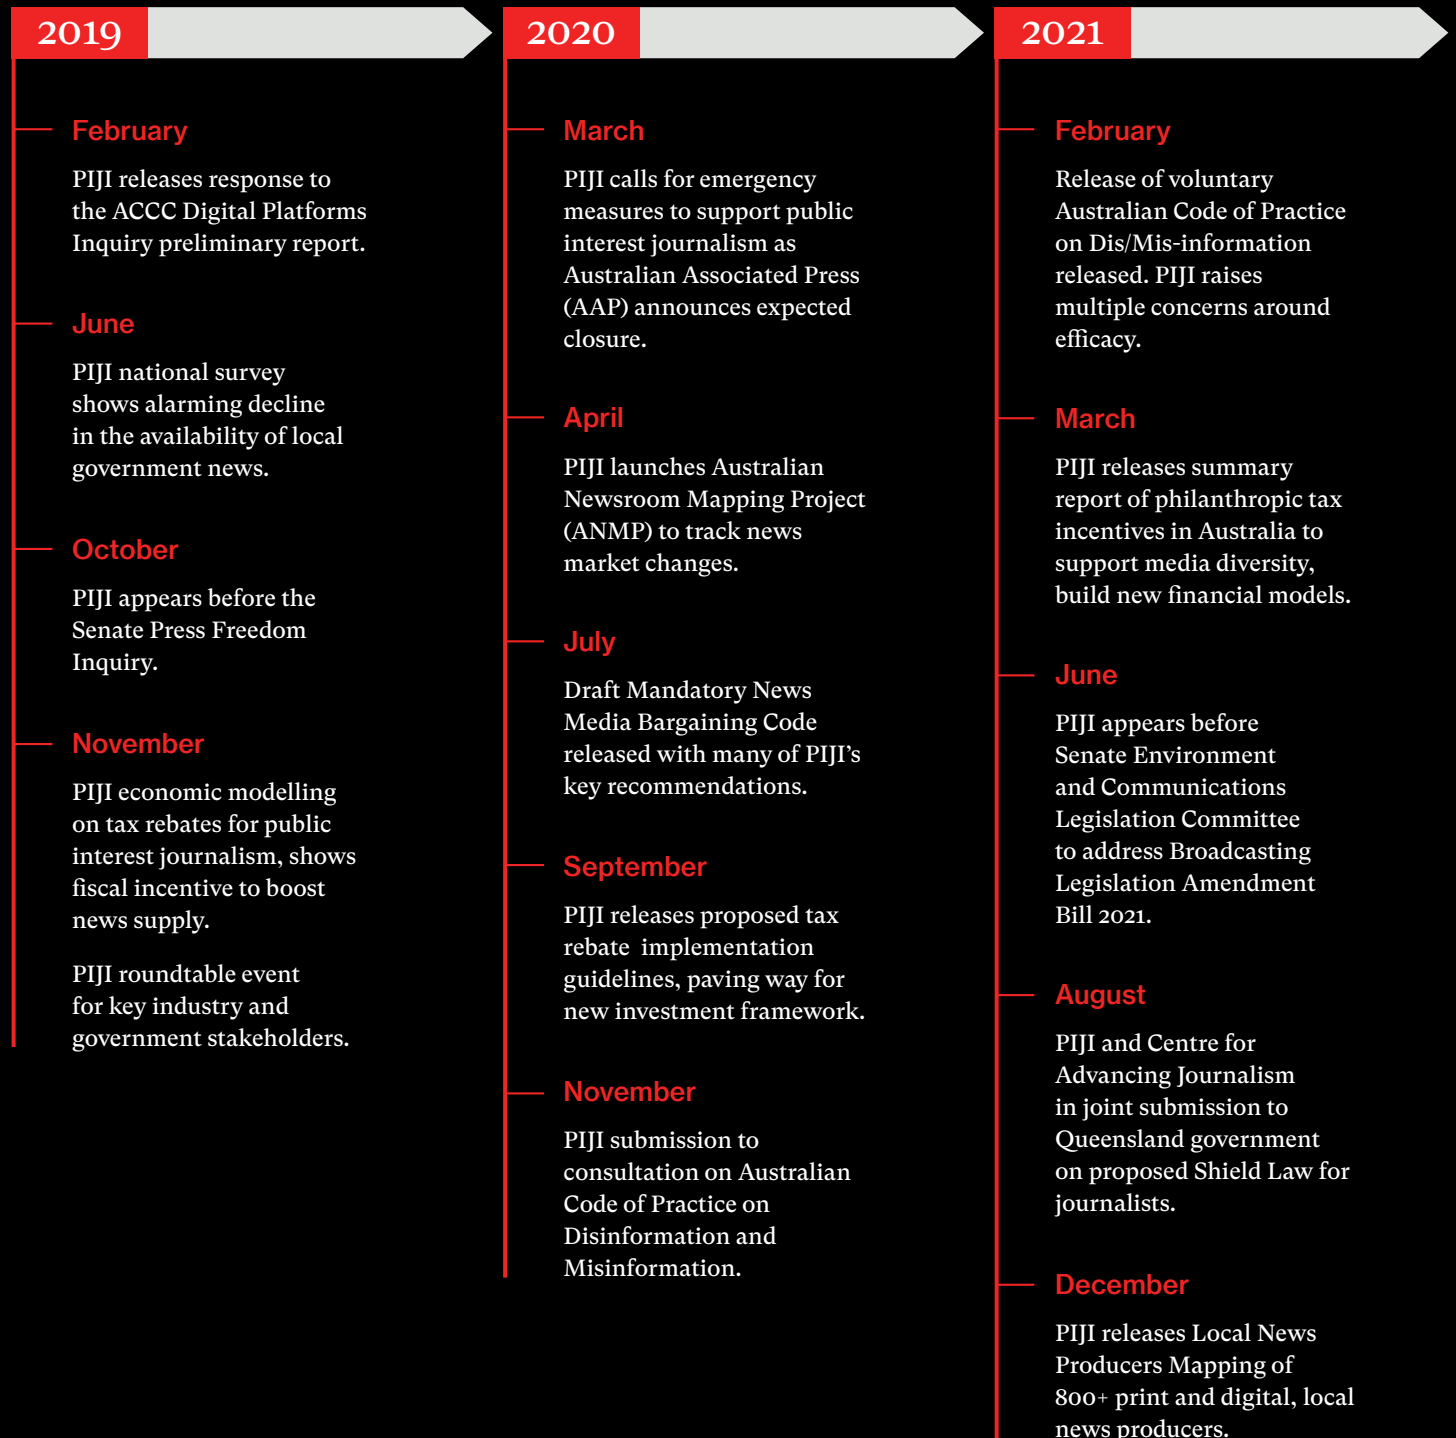 2019
February
PIJI releases response to
the ACCC Digital Platforms
Inquiry preliminary report.
June
PIJI national survey
shows alarming decline
in the availability of local
government news.
October
PIJI appears before the
Senate Press Freedom
Inquiry.
November
PIJI economic modelling
on tax rebates for public
interest journalism, shows
fiscal incentive to boost
news supply.
PIJI roundtable event
for key industry and
government stakeholders.
2020
March
PIJI calls for emergency
measures to support public
interest journalism as
Australian Associated Press
(AAP) announces expected
closure.
April
PIJI launches Australian
Newsroom Mapping Project
(ANMP) to track news
market changes.
July
Draft Mandatory News
Media Bargaining Code
released with many of PIJI’s
key recommendations.
September
PIJI releases proposed tax
rebate implementation
guidelines, paving way for
new investment framework.
November
PIJI submission to
consultation on Australian
Code of Practice on
Disinformation and
Misinformation.
2021
February
Release of voluntary
Australian Code of Practice
on Dis/Mis-information
released. PIJI raises
multiple concerns around
efficacy.
March
PIJI releases summary
report of philanthropic tax
incentives in Australia to
support media diversity,
build new financial models.
June
PIJI appears before
Senate Environment
and Communications
Legislation Committee
to address Broadcasting
Legislation Amendment
Bill 2021.
August
PIJI and Centre for
Advancing Journalism
in joint submission to
Queensland government
on proposed Shield Law for
journalists.
December
PIJI releases Local News
Producers Mapping of
800+ print and digital, local
news producers.